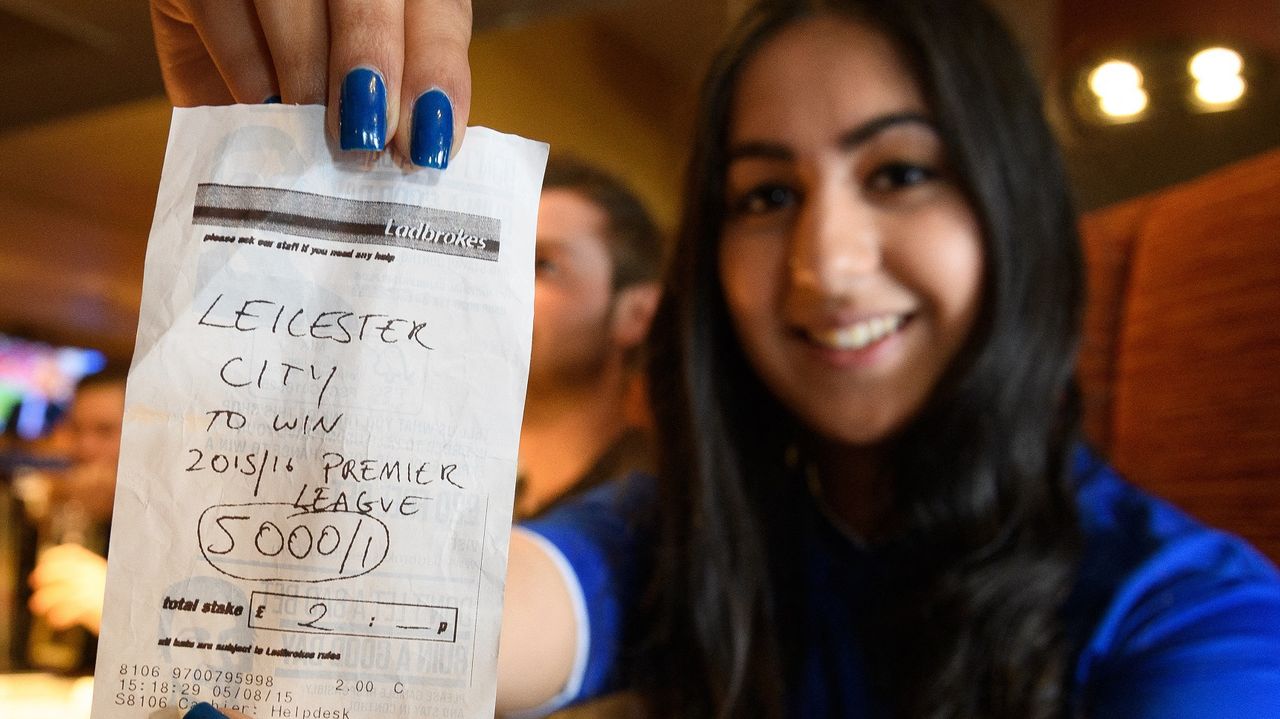 Ladbrokes
please ask our staff if you need any help
LEICESTER
CITY
TO WIN
2015/16 PREMIER
LEAGUE
5000/1
total stake £ 2 : — p
all bets are subject to Ladbrokes rules
8106 9700795998
15:18:29 05/08/15 2.00 C
S8106 Cashier: Helpdesk